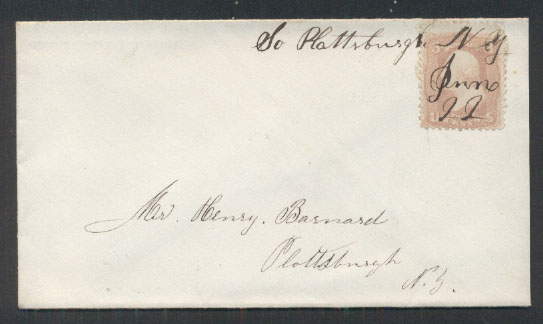 So Plattsburgh N Y
June
22
Mr. Henry. Barnard
Plattsburgh
N. Y.